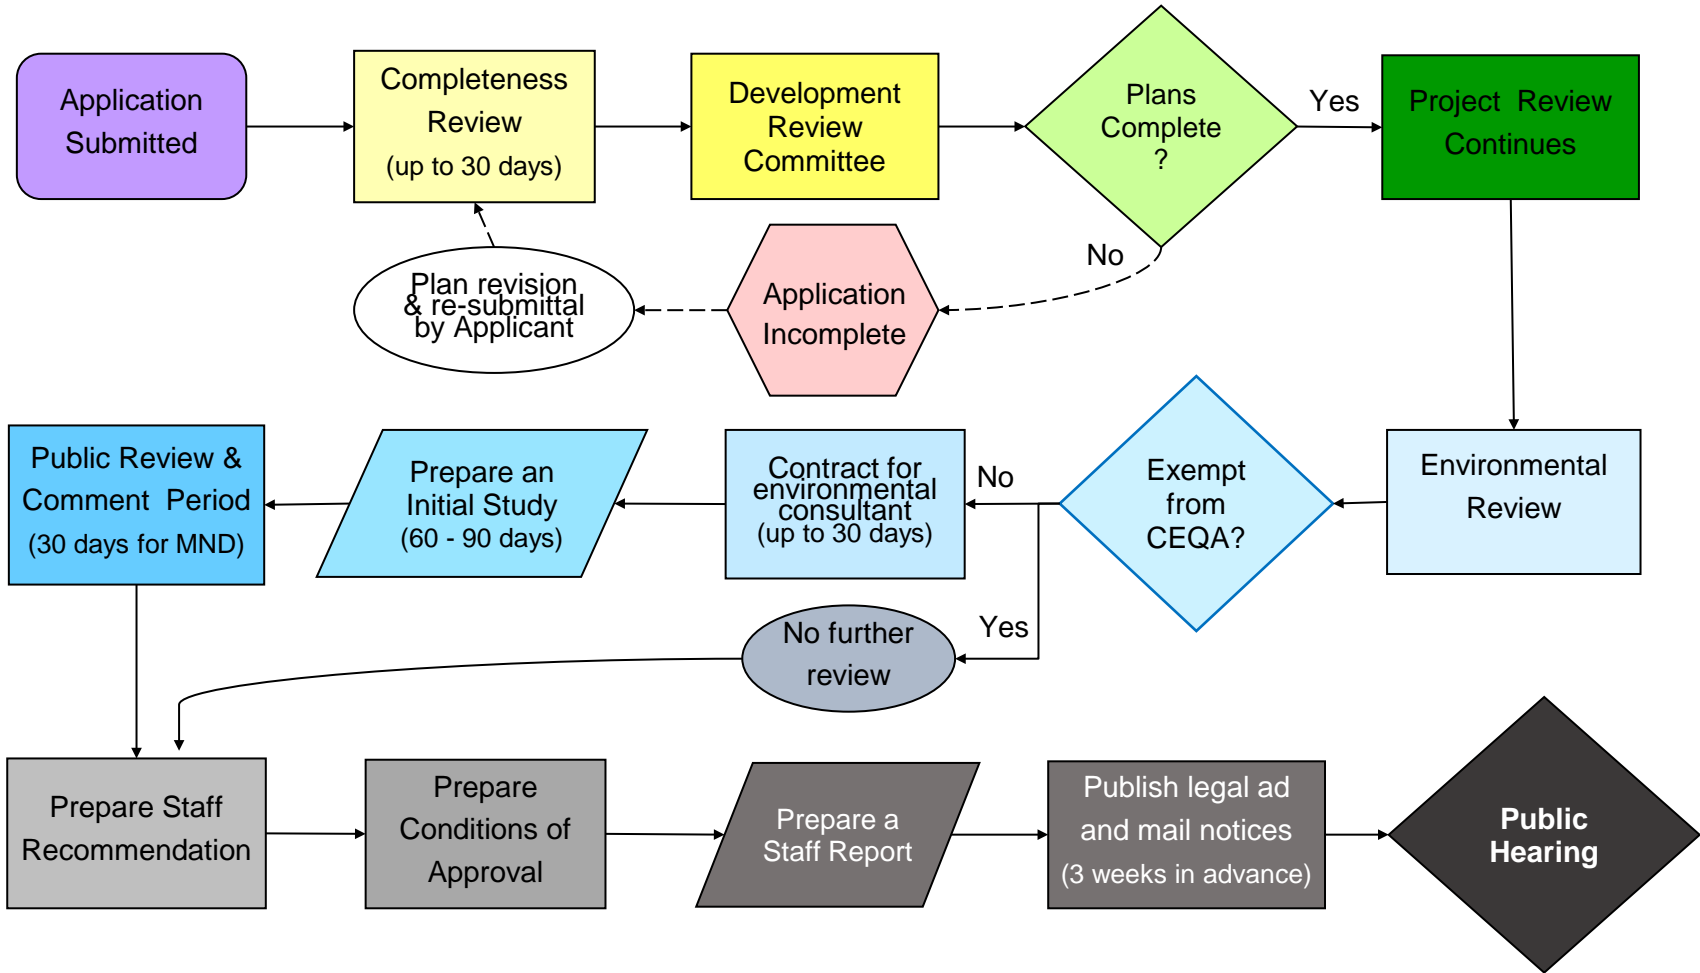 Application
Submitted
Completeness
Review
(up to 30 days)
Development
Review
Committee
Plans
Complete
?
Yes
Project Review
Continues
No
Application
Incomplete
Plan revision
& re-submittal
by Applicant
Environmental
Review
Exempt
from
CEQA?
No
Contract for
environmental
consultant
(up to 30 days)
Prepare an
Initial Study
(60 - 90 days)
Public Review &
Comment Period
(30 days for MND)
Yes
No further
review
Prepare Staff
Recommendation
Prepare
Conditions of
Approval
Prepare a
Staff Report
Publish legal ad
and mail notices
(3 weeks in advance)
Public
Hearing